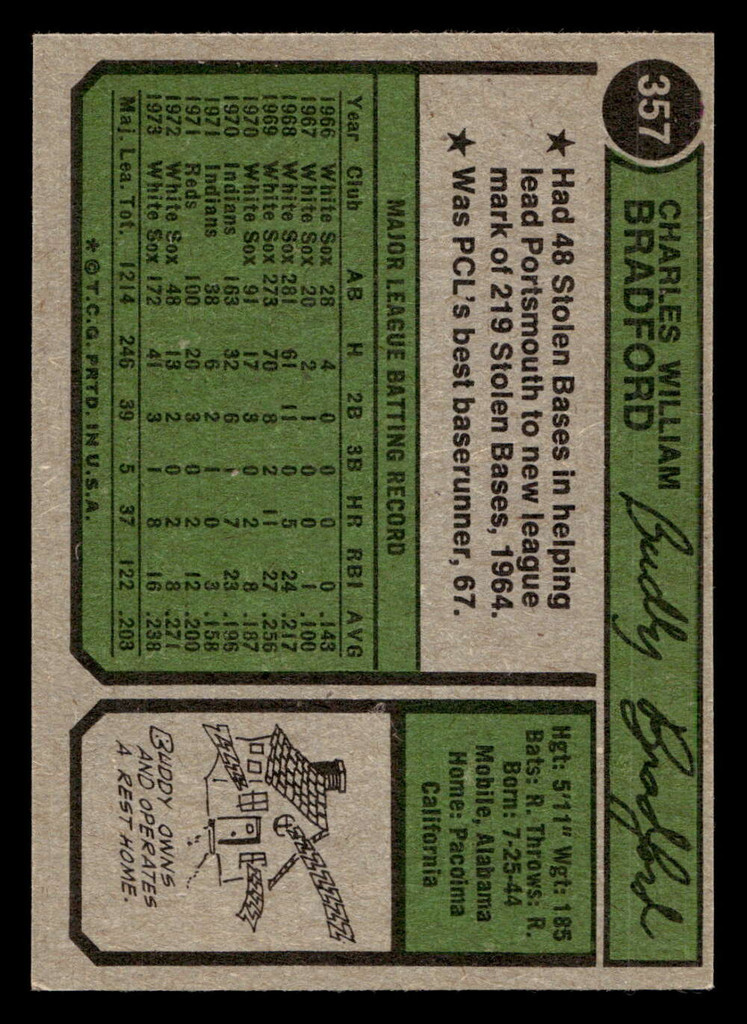 357
CHARLES WILLIAM
BRADFORD
Buddy Bradford
★ Had 48 Stolen Bases in helping
lead Portsmouth to new league
mark of 219 Stolen Bases, 1964.
★ Was PCL's best baserunner, 67.
Hgt: 5'11" Wgt: 185
Bats: R. Throws: R.
Born: 7-25-44
Mobile, Alabama
Home: Pacoima
California
MAJOR LEAGUE BATTING RECORD
Year Club AB H 2B 3B HR RBI AVG
1966 White Sox 28 4 0 0 0 0 .143
1967 White Sox 20 2 1 0 0 1 .100
1968 White Sox 281 61 11 0 5 24 .217
1969 White Sox 273 70 8 2 11 27 .256
1970 White Sox 91 17 3 0 2 8 .187
1970 Indians 163 32 6 1 7 23 .196
1971 Indians 38 6 2 1 0 3 .158
1971 Reds 100 20 3 0 2 12 .200
1972 White Sox 48 13 2 0 2 8 .271
1973 White Sox 172 41 3 1 8 16 .238
Maj. Lea. Tot. 1214 246 39 5 37 122 .203
* © T.C.G. PRTD. IN U.S.A.
BUDDY OWNS
AND OPERATES
A REST HOME.